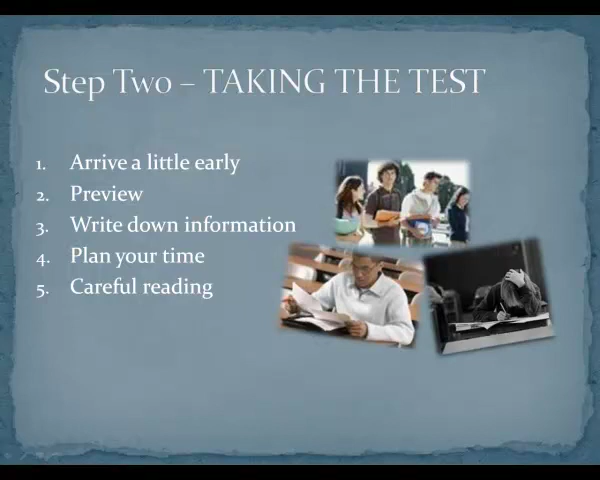 Step Two – TAKING THE TEST
1. Arrive a little early
2. Preview
3. Write down information
4. Plan your time
5. Careful reading